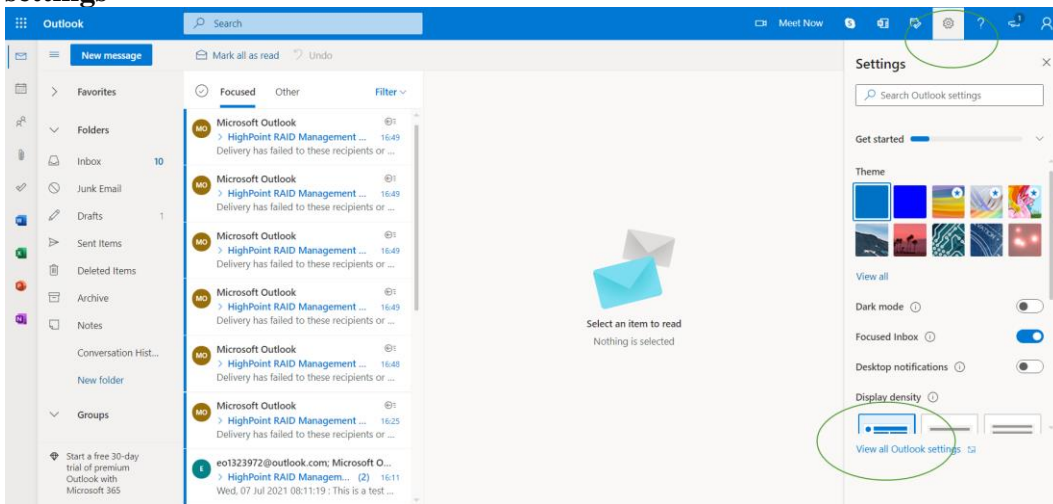 settings
Outlook
Search
Meet Now
New message
Mark all as read
Undo
Favorites
Folders
Inbox 10
Junk Email
Drafts 1
Sent Items
Deleted Items
Archive
Notes
Conversation Hist...
New folder
Groups
Start a free 30-day
trial of premium
Outlook with
Microsoft 365
Focused Other Filter
MO Microsoft Outlook
> HighPoint RAID Management ... 16:49
Delivery has failed to these recipients or ...
MO Microsoft Outlook
> HighPoint RAID Management ... 16:49
Delivery has failed to these recipients or ...
MO Microsoft Outlook
> HighPoint RAID Management ... 16:49
Delivery has failed to these recipients or ...
MO Microsoft Outlook
> HighPoint RAID Management ... 16:49
Delivery has failed to these recipients or ...
MO Microsoft Outlook
> HighPoint RAID Management ... 16:48
Delivery has failed to these recipients or ...
MO Microsoft Outlook
> HighPoint RAID Management ... 16:25
Delivery has failed to these recipients or ...
E eo1323972@outlook.com; Microsoft O...
> HighPoint RAID Managem... (2) 16:11
Wed, 07 Jul 2021 08:11:19 : This is a test ...
Select an item to read
Nothing is selected
Settings
Search Outlook settings
Get started
Theme
View all
Dark mode
Focused Inbox
Desktop notifications
Display density
View all Outlook settings